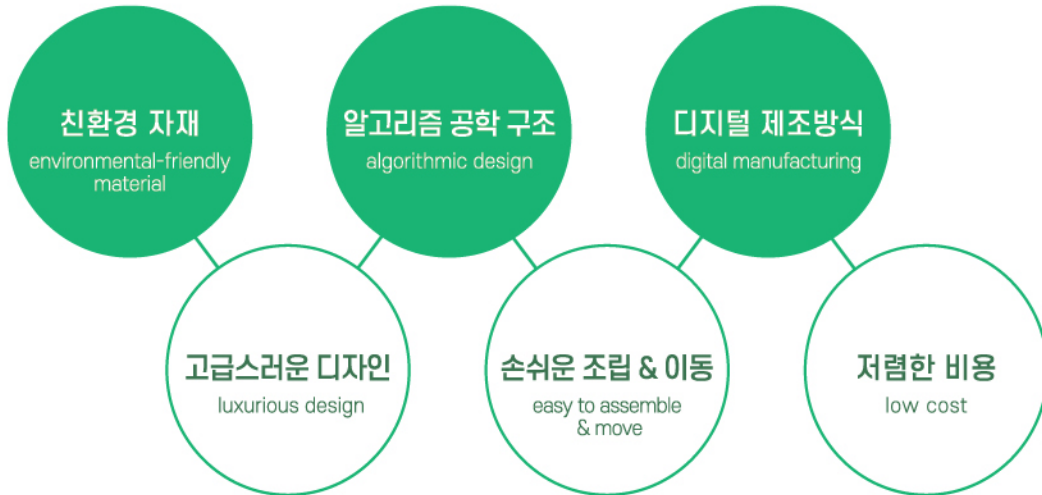 친환경 자재
environmental-friendly
material
알고리즘 공학 구조
algorithmic design
디지털 제조방식
digital manufacturing
고급스러운 디자인
luxurious design
손쉬운 조립 & 이동
easy to assemble
& move
저렴한 비용
low cost